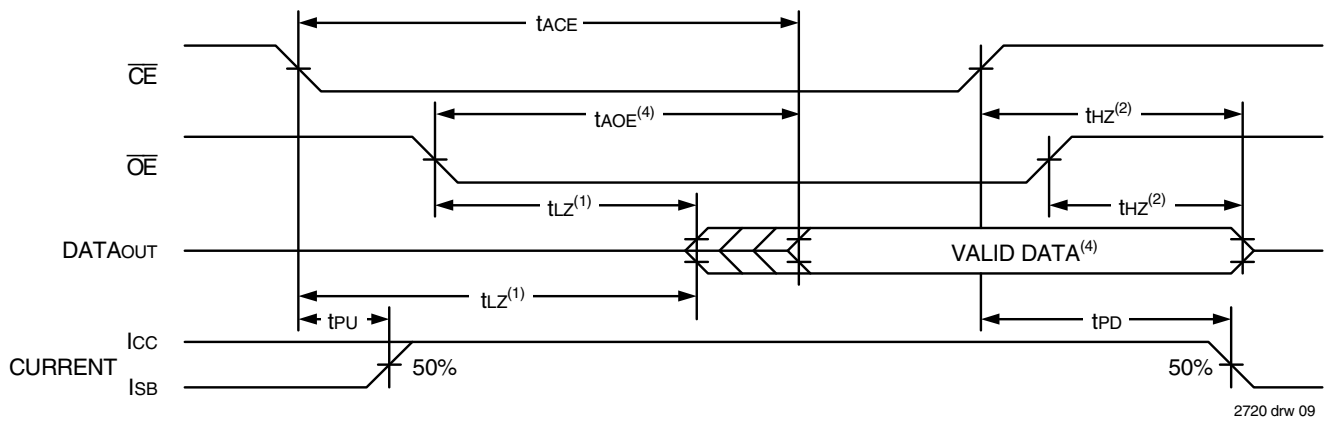 tACE
CE
tAOE(4)
tHZ(2)
OE
tLZ(1)
tHZ(2)
DATAOUT
VALID DATA(4)
tLZ(1)
tPU
tPD
ICC
CURRENT
50%
50%
ISB
2720 drw 09